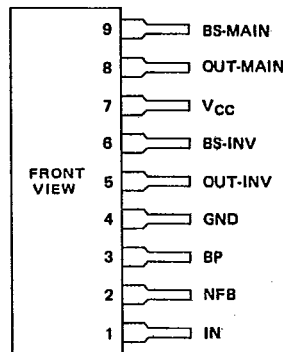 9 BS-MAIN
8 OUT-MAIN
7 VCC
6 BS-INV
FRONT
VIEW
5 OUT-INV
4 GND
3 BP
2 NFB
1 IN